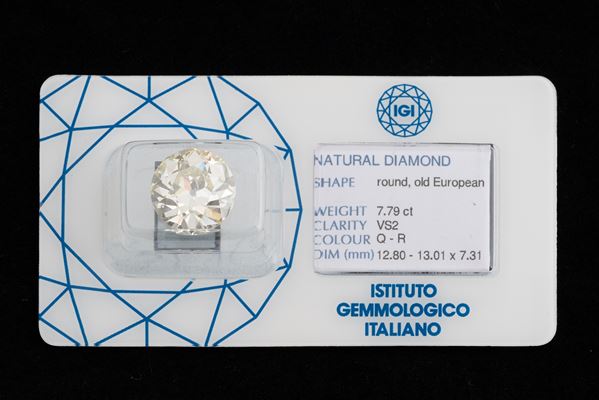 IGI
NATURAL DIAMOND
SHAPE round, old European
WEIGHT 7.79 ct
CLARITY VS2
COLOUR Q - R
DIM (mm) 12.80 - 13.01 x 7.31
ISTITUTO
GEMMOLOGICO
ITALIANO